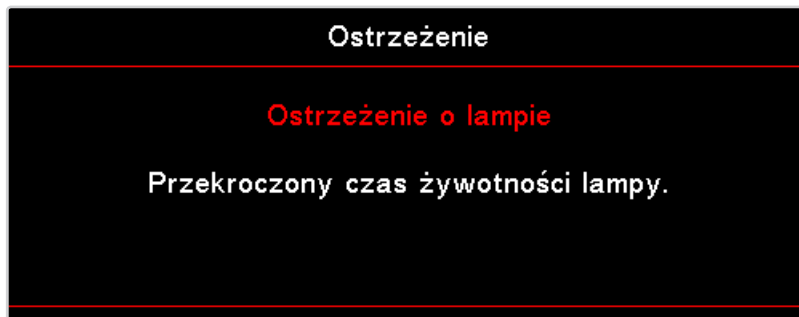 Ostrzeżenie
Ostrzeżenie o lampie
Przekroczony czas żywotności lampy.